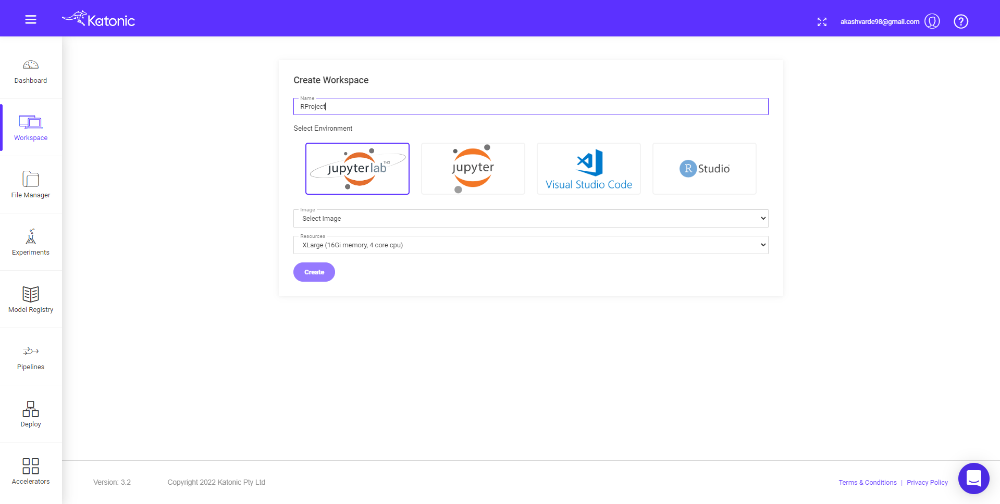 Katonic
akashvarde98@gmail.com
?
Dashboard
Workspace
File Manager
Experiments
Model Registry
Pipelines
Deploy
Accelerators
Create Workspace
Name
RProject
Select Environment
jupyterlab TNG
jupyter
Visual Studio Code
R Studio
Image
Select Image
Resources
XLarge (16Gi memory, 4 core cpu)
Create
Version: 3.2
Copyright 2022 Katonic Pty Ltd
Terms & Conditions | Privacy Policy